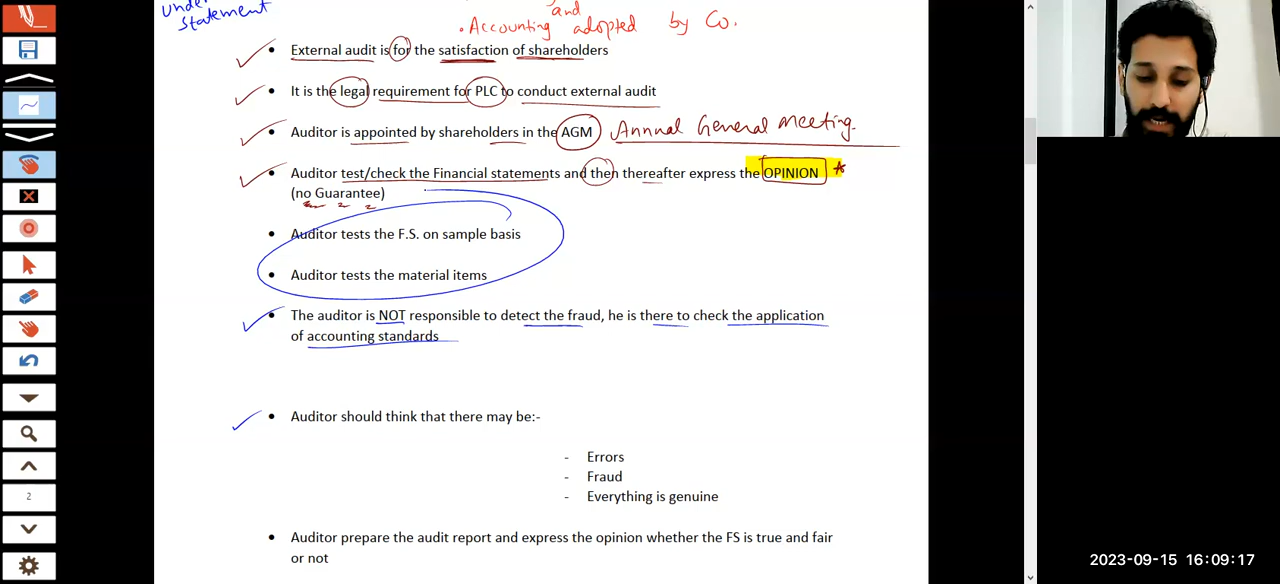 Under
Statement
and
• Accounting adopted by Co.
• External audit is for the satisfaction of shareholders
• It is the legal requirement for PLC to conduct external audit
• Auditor is appointed by shareholders in the AGM Annual General Meeting.
• Auditor test/check the Financial statements and then thereafter express the OPINION *
(no Guarantee)
• Auditor tests the F.S. on sample basis
• Auditor tests the material items
• The auditor is NOT responsible to detect the fraud, he is there to check the application
of accounting standards
• Auditor should think that there may be:-
- Errors
- Fraud
- Everything is genuine
• Auditor prepare the audit report and express the opinion whether the FS is true and fair
or not
2
2023-09-15 16:09:17